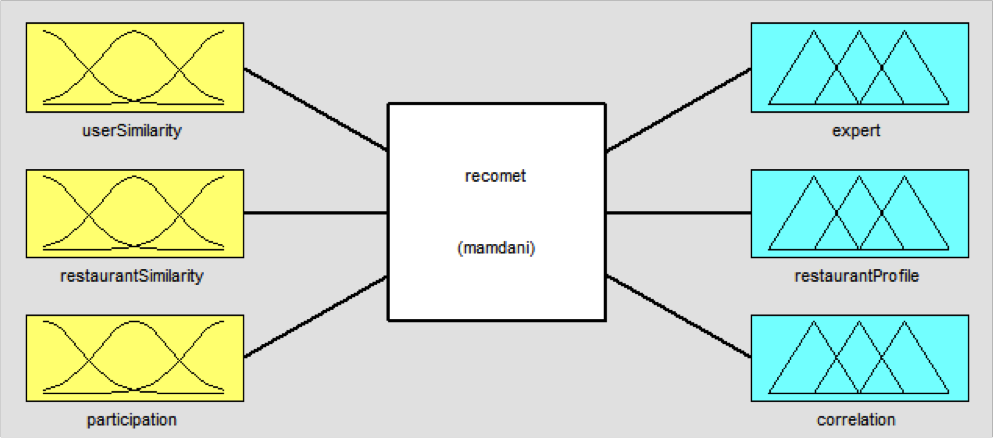 userSimilarity
restaurantSimilarity
participation
recomet
(mamdani)
expert
restaurantProfile
correlation